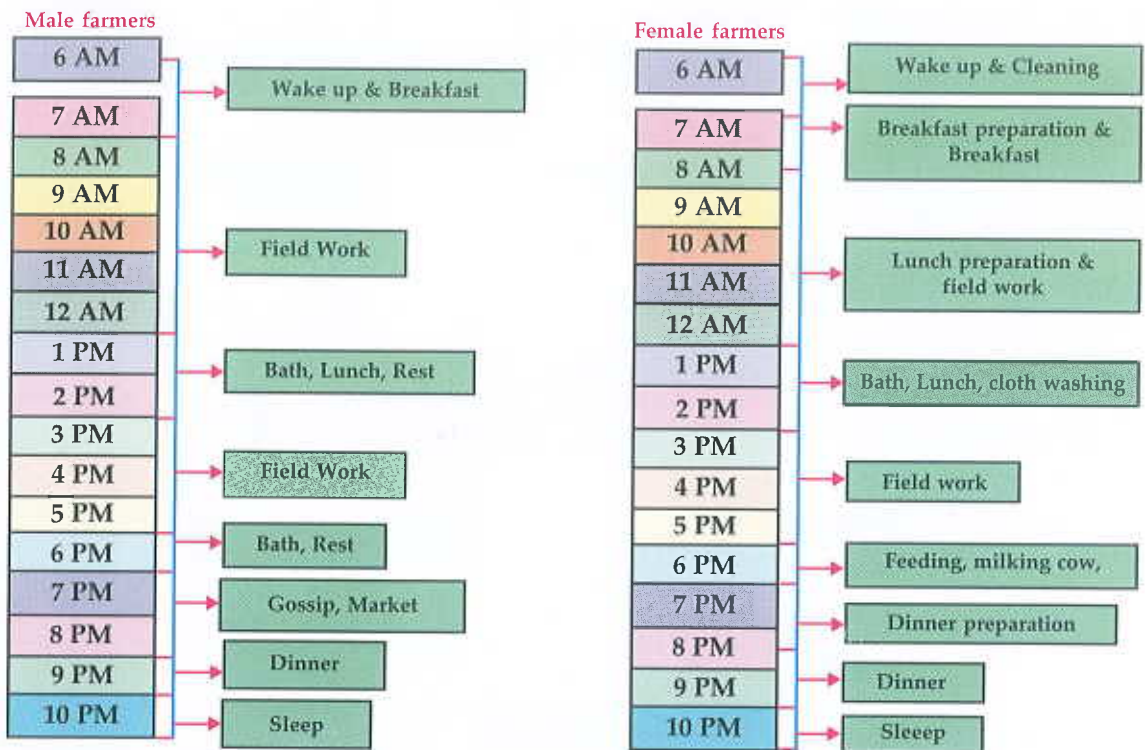 Male farmers
6 AM
7 AM
8 AM
9 AM
10 AM
11 AM
12 AM
1 PM
2 PM
3 PM
4 PM
5 PM
6 PM
7 PM
8 PM
9 PM
10 PM
Wake up & Breakfast
Field Work
Bath, Lunch, Rest
Field Work
Bath, Rest
Gossip, Market
Dinner
Sleep
Female farmers
6 AM
7 AM
8 AM
9 AM
10 AM
11 AM
12 AM
1 PM
2 PM
3 PM
4 PM
5 PM
6 PM
7 PM
8 PM
9 PM
10 PM
Wake up & Cleaning
Breakfast preparation &
Breakfast
Lunch preparation &
field work
Bath, Lunch, cloth washing
Field work
Feeding, milking cow,
Dinner preparation
Dinner
Sleeep